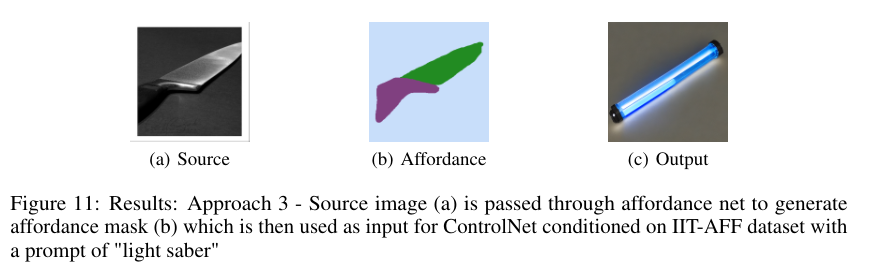 (a) Source
(b) Affordance
(c) Output
Figure 11: Results: Approach 3 - Source image (a) is passed through affordance net to generate
affordance mask (b) which is then used as input for ControlNet conditioned on IIT-AFF dataset with
a prompt of "light saber"